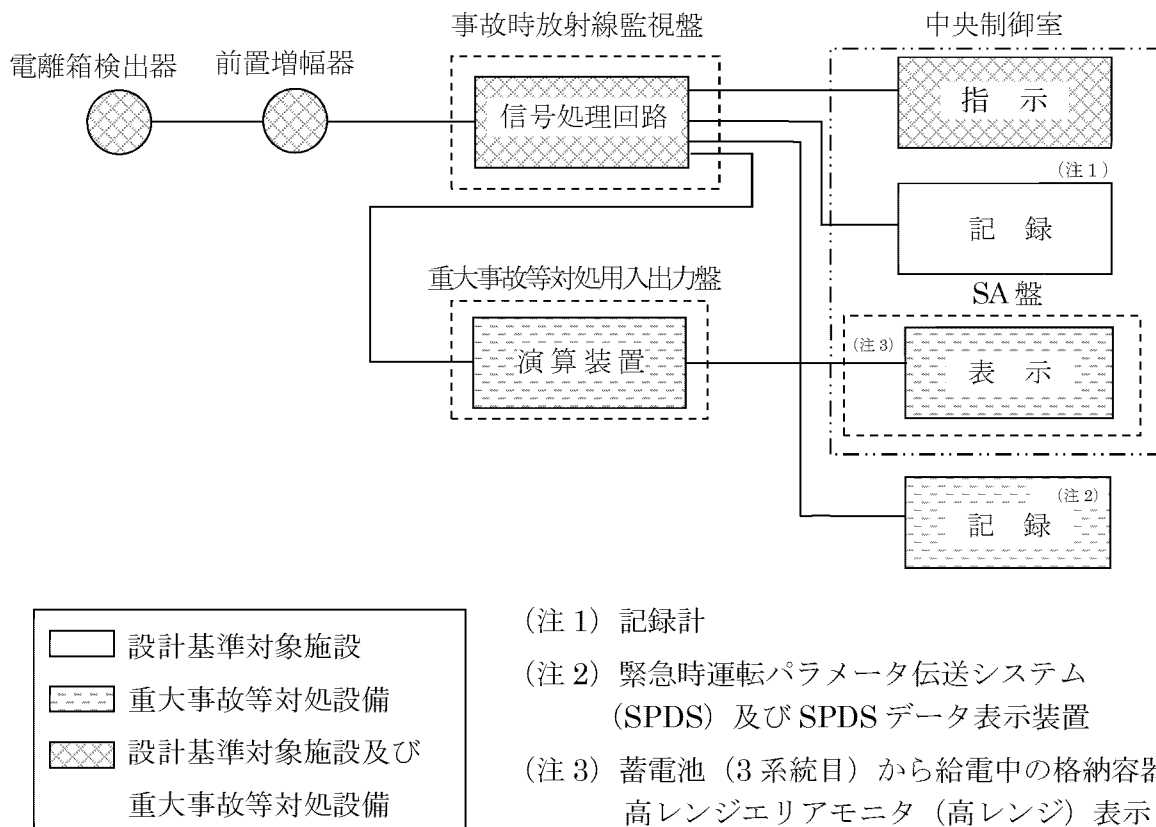 事故時放射線監視盤
中央制御室
電離箱検出器
前置増幅器
信号処理回路
指 示
(注1)
記 録
重大事故等対処用入出力盤
SA盤
演算装置
(注3)
表 示
(注2)
記 録
設計基準対象施設
重大事故等対処設備
設計基準対象施設及び
重大事故等対処設備
(注1) 記録計
(注2) 緊急時運転パラメータ伝送システム
(SPDS) 及び SPDS データ表示装置
(注3) 蓄電池 (3系統目) から給電中の格納容器
高レンジエリアモニタ (高レンジ) 表示